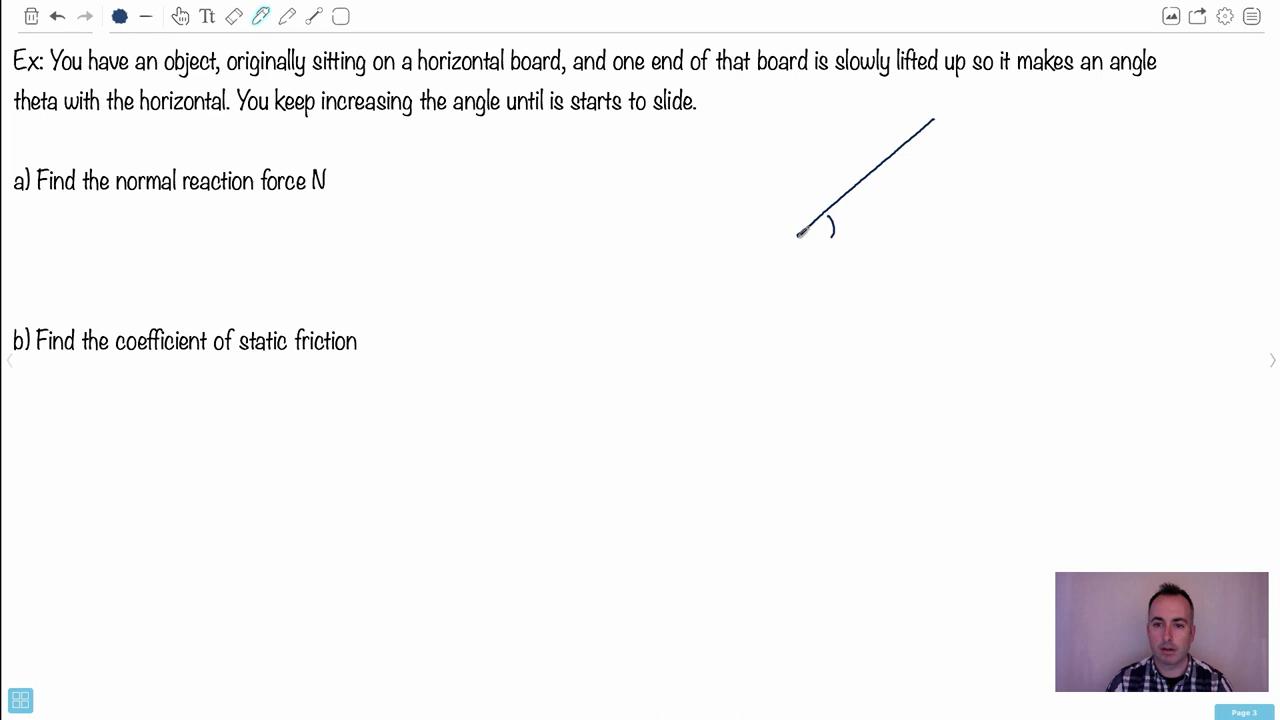 Tt
Ex: You have an object, originally sitting on a horizontal board, and one end of that board is slowly lifted up so it makes an angle
theta with the horizontal. You keep increasing the angle until is starts to slide.
a) Find the normal reaction force N
b) Find the coefficient of static friction
Page 3